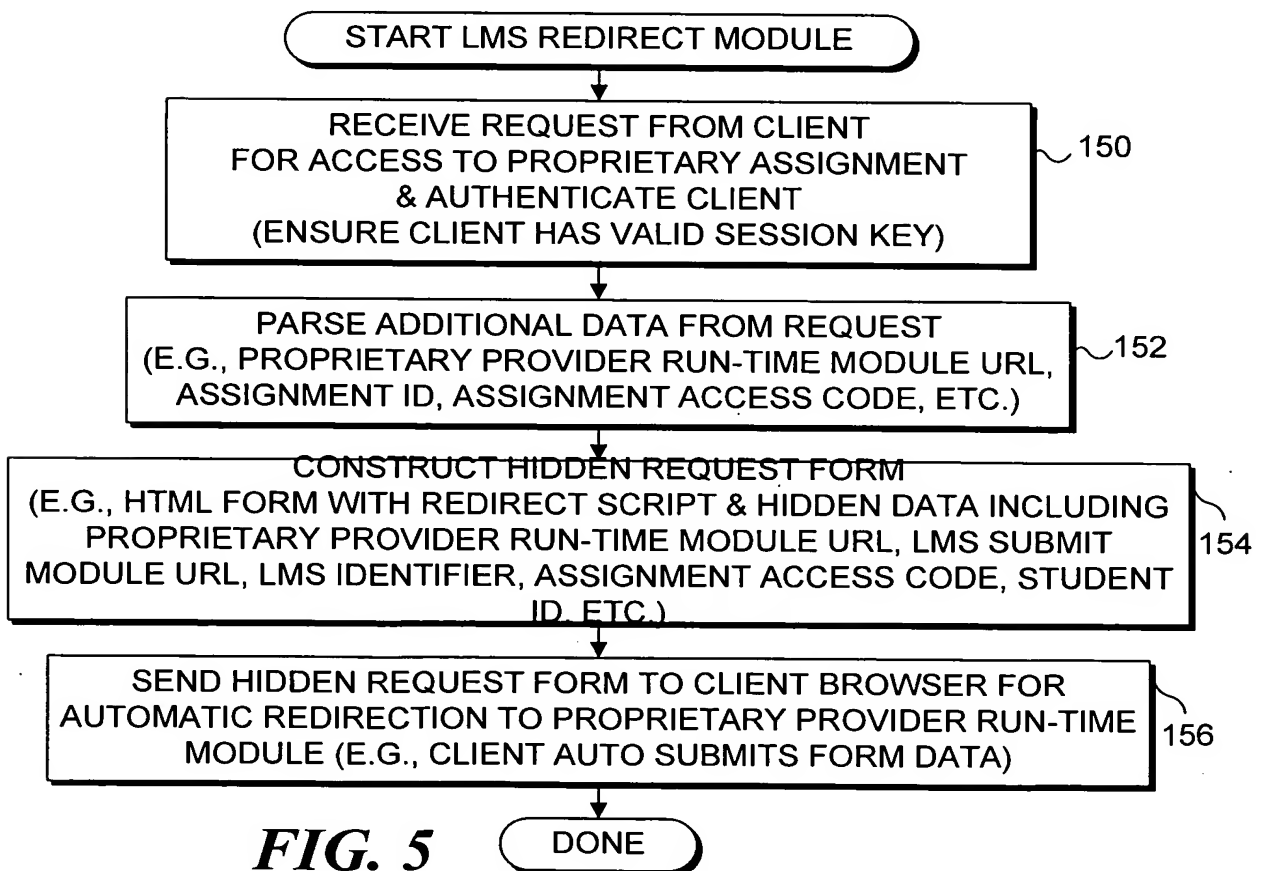 START LMS REDIRECT MODULE
RECEIVE REQUEST FROM CLIENT
FOR ACCESS TO PROPRIETARY ASSIGNMENT
& AUTHENTICATE CLIENT
(ENSURE CLIENT HAS VALID SESSION KEY)
150
PARSE ADDITIONAL DATA FROM REQUEST
(E.G., PROPRIETARY PROVIDER RUN-TIME MODULE URL,
ASSIGNMENT ID, ASSIGNMENT ACCESS CODE, ETC.)
152
CONSTRUCT HIDDEN REQUEST FORM
(E.G., HTML FORM WITH REDIRECT SCRIPT & HIDDEN DATA INCLUDING
PROPRIETARY PROVIDER RUN-TIME MODULE URL, LMS SUBMIT
MODULE URL, LMS IDENTIFIER, ASSIGNMENT ACCESS CODE, STUDENT
ID, ETC.)
154
SEND HIDDEN REQUEST FORM TO CLIENT BROWSER FOR
AUTOMATIC REDIRECTION TO PROPRIETARY PROVIDER RUN-TIME
MODULE (E.G., CLIENT AUTO SUBMITS FORM DATA)
156
DONE
FIG. 5